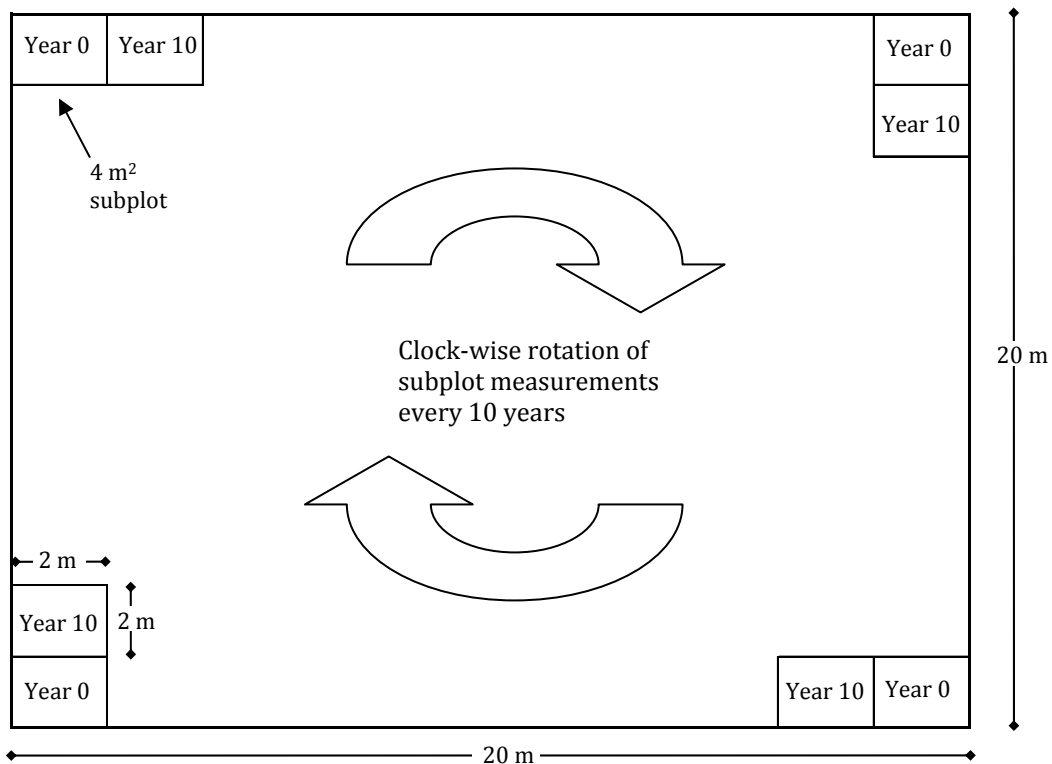 Year 0
Year 10
Year 0
Year 10
4 m²
subplot
Clock-wise rotation of
subplot measurements
every 10 years
20 m
2 m
Year 10
2 m
Year 0
Year 10
Year 0
20 m